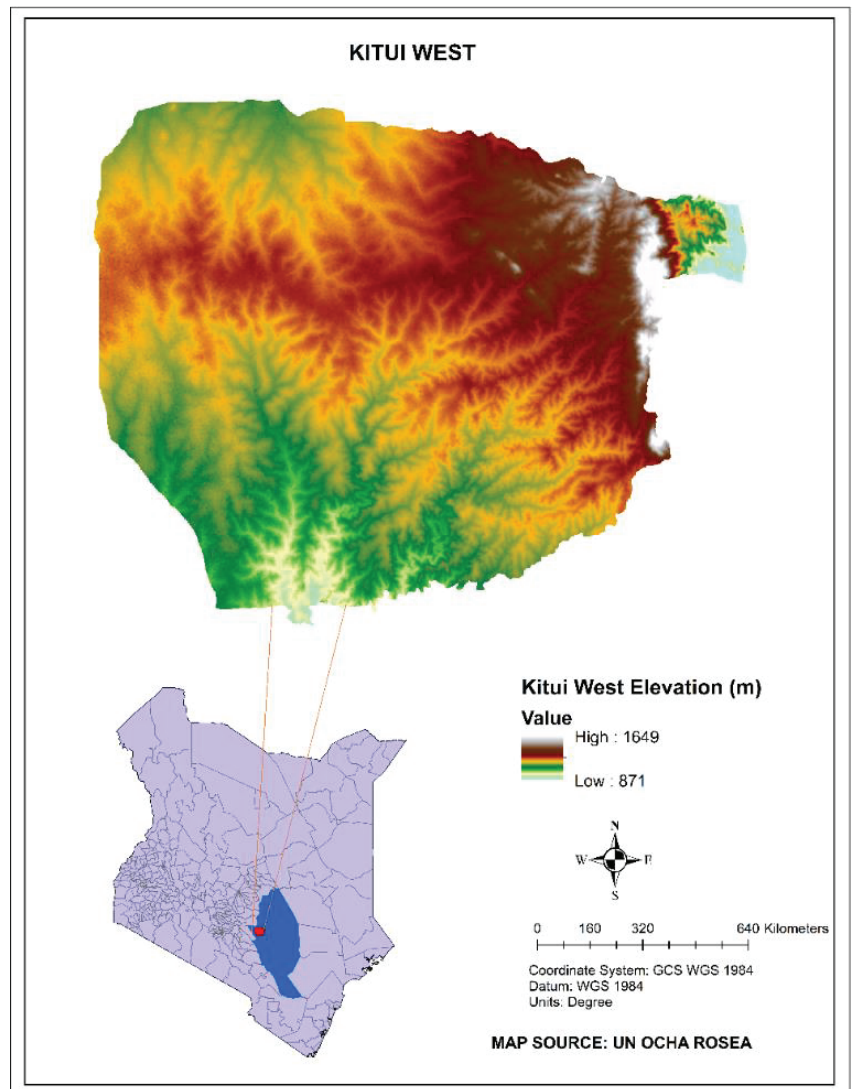 KITUI WEST
Kitui West Elevation (m)
Value
High : 1649
Low : 871
N
W E
S
0 160 320 640 Kilometers
Coordinate System: GCS WGS 1984
Datum: WGS 1984
Units: Degree
MAP SOURCE: UN OCHA ROSEA